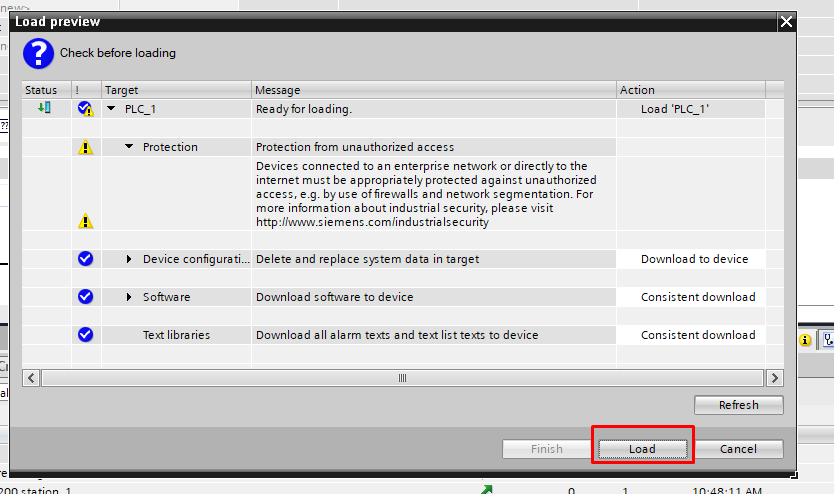 new>
Load preview
Check before loading
Status ! Target Message Action
PLC_1 Ready for loading. Load 'PLC_1'
??
Protection Protection from unauthorized access
Devices connected to an enterprise network or directly to the
internet must be appropriately protected against unauthorized
access, e.g. by use of firewalls and network segmentation. For
more information about industrial security, please visit
http://www.siemens.com/industrialsecurity
Device configurati... Delete and replace system data in target Download to device
Software Download software to device Consistent download
Text libraries Download all alarm texts and text list texts to device Consistent download
Refresh
Finish Load Cancel
200 station_1 0 1 10:48:11 AM